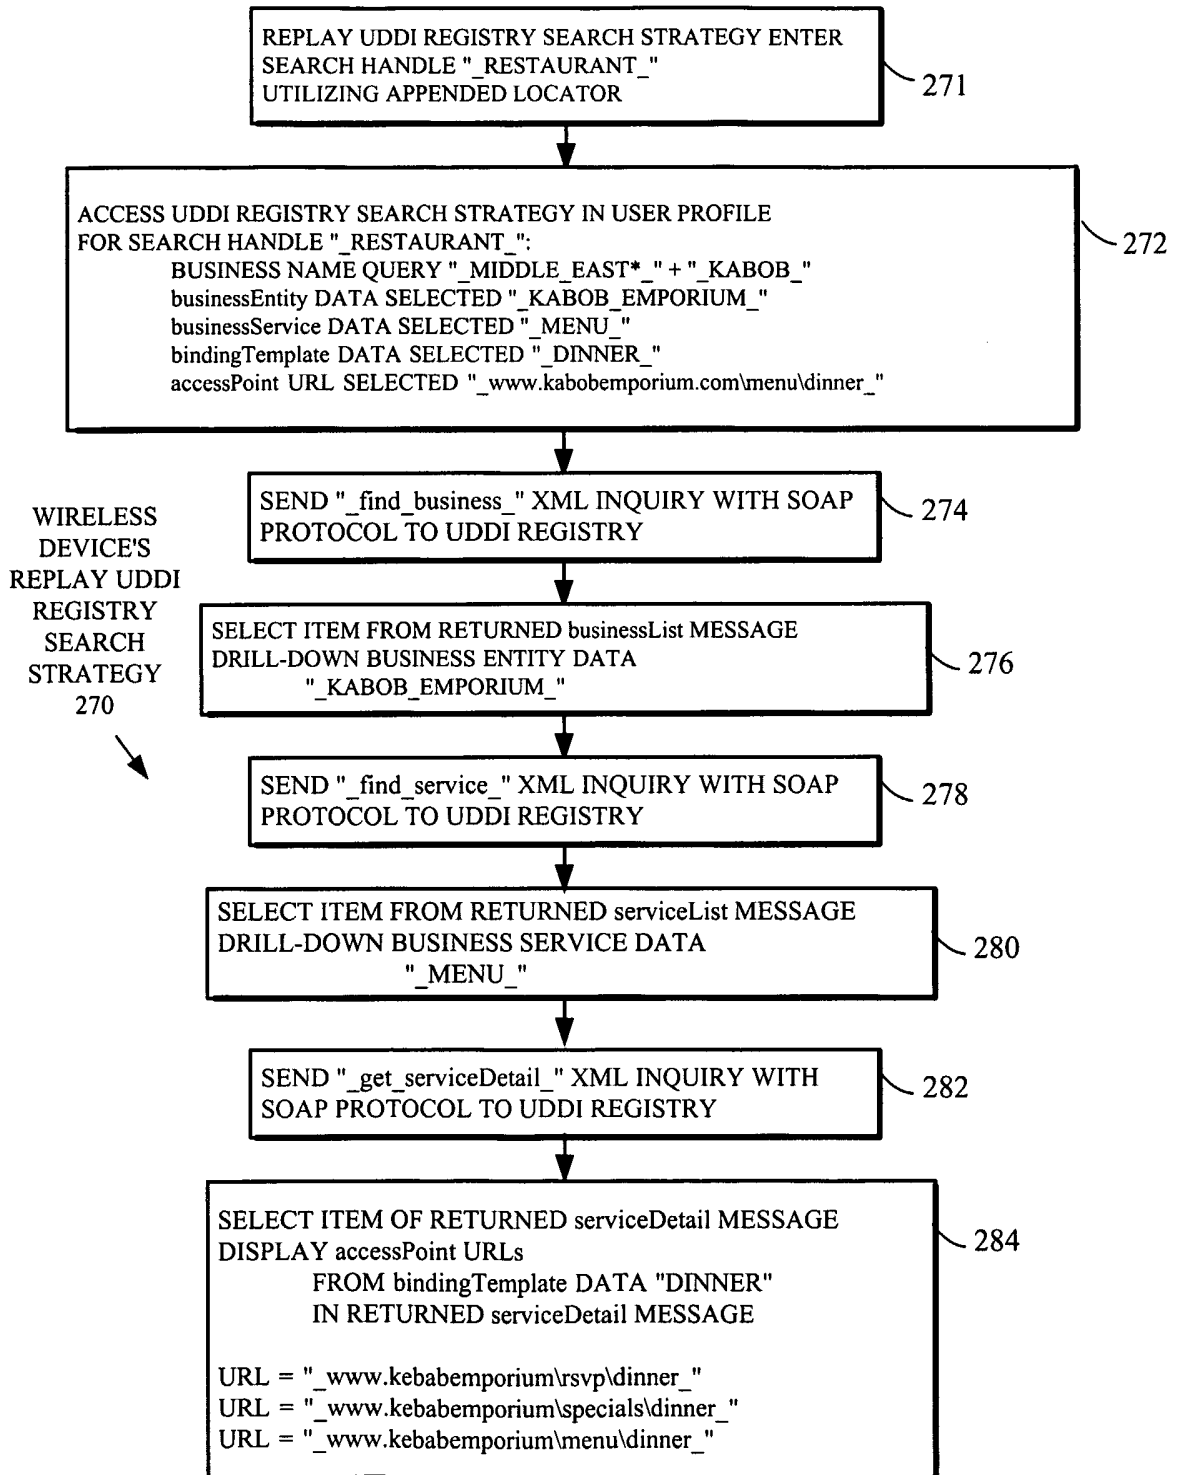 REPLAY UDDI REGISTRY SEARCH STRATEGY ENTER
SEARCH HANDLE "_RESTAURANT_"
UTILIZING APPENDED LOCATOR
271
ACCESS UDDI REGISTRY SEARCH STRATEGY IN USER PROFILE
FOR SEARCH HANDLE "_RESTAURANT_":
BUSINESS NAME QUERY "_MIDDLE_EAST*_" + "_KABOB_"
businessEntity DATA SELECTED "_KABOB_EMPORIUM_"
businessService DATA SELECTED "_MENU_"
bindingTemplate DATA SELECTED "_DINNER_"
accessPoint URL SELECTED "_www.kabobemporium.com\menu\dinner_"
272
SEND "_find_business_" XML INQUIRY WITH SOAP
PROTOCOL TO UDDI REGISTRY
274
WIRELESS
DEVICE'S
REPLAY UDDI
REGISTRY
SEARCH
STRATEGY
270
SELECT ITEM FROM RETURNED businessList MESSAGE
DRILL-DOWN BUSINESS ENTITY DATA
"_KABOB_EMPORIUM_"
276
SEND "_find_service_" XML INQUIRY WITH SOAP
PROTOCOL TO UDDI REGISTRY
278
SELECT ITEM FROM RETURNED serviceList MESSAGE
DRILL-DOWN BUSINESS SERVICE DATA
"_MENU_"
280
SEND "_get_serviceDetail_" XML INQUIRY WITH
SOAP PROTOCOL TO UDDI REGISTRY
282
SELECT ITEM OF RETURNED serviceDetail MESSAGE
DISPLAY accessPoint URLs
FROM bindingTemplate DATA "DINNER"
IN RETURNED serviceDetail MESSAGE
URL = "_www.kebabemporium\rsvp\dinner_"
URL = "_www.kebabemporium\specials\dinner_"
URL = "_www.kebabemporium\menu\dinner_"
284